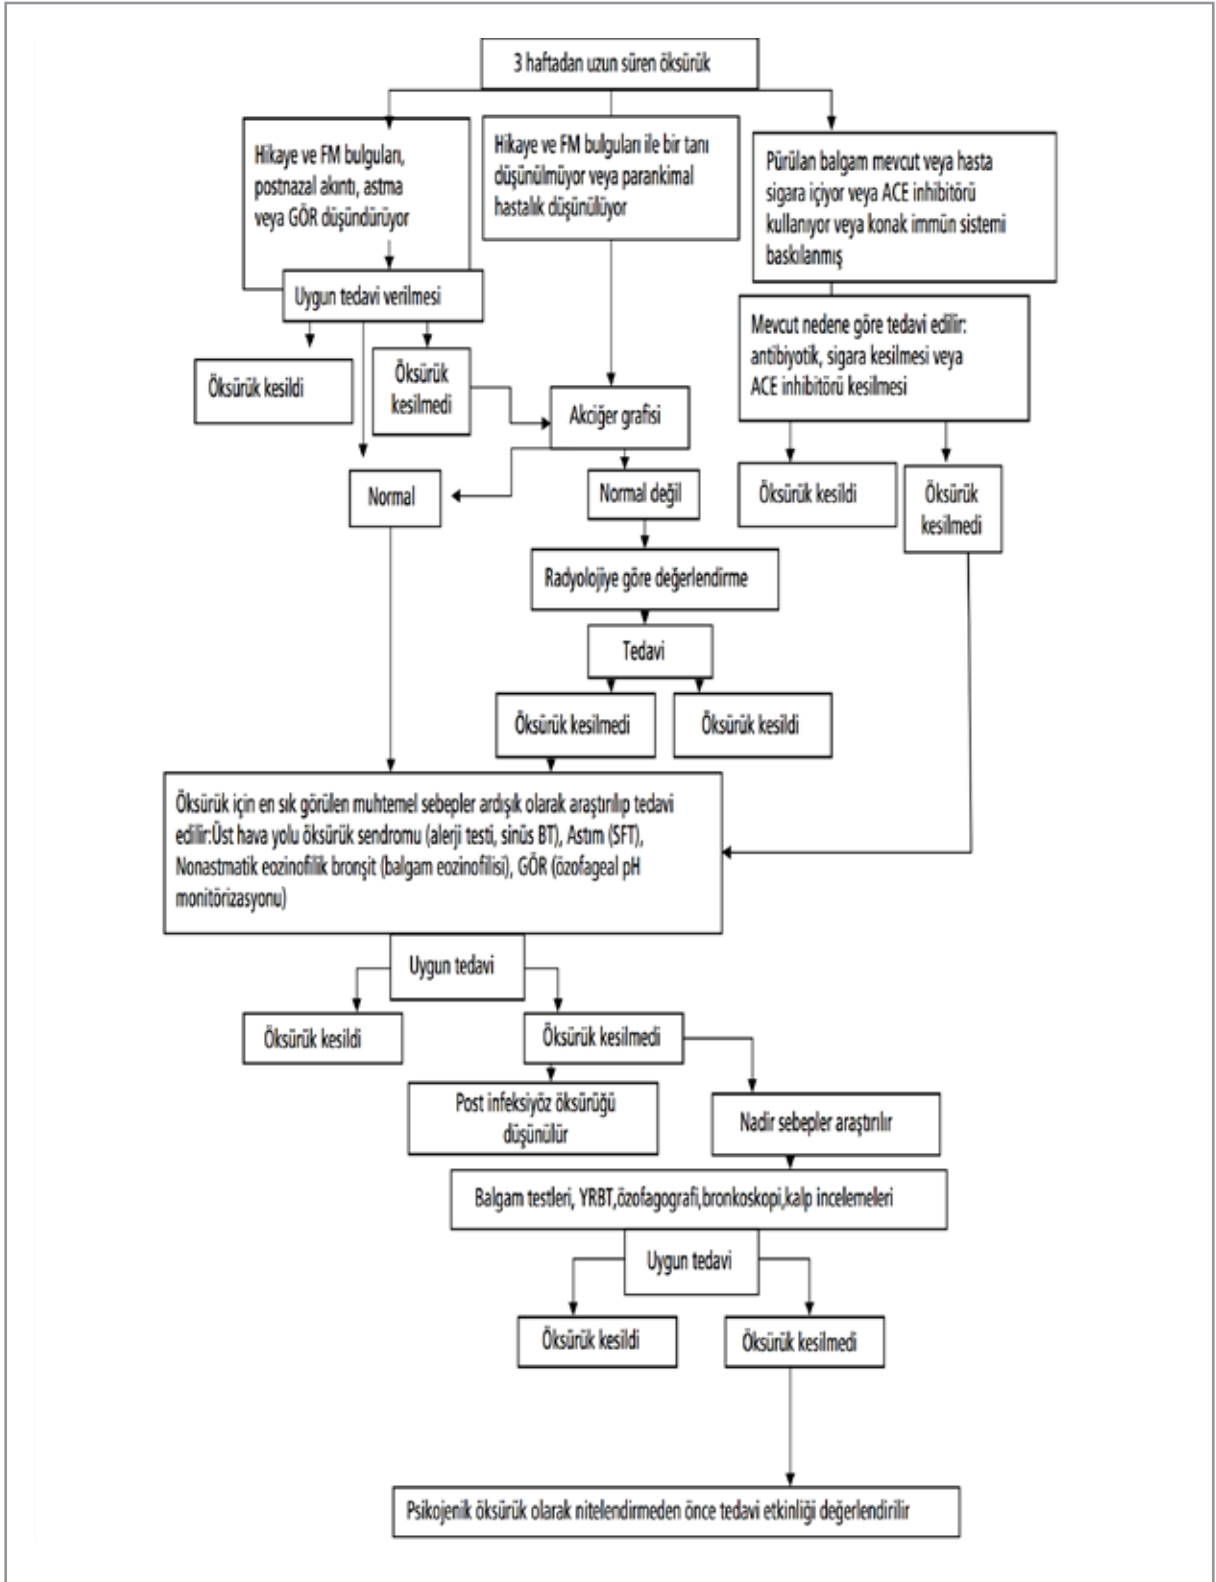 3 haftadan uzun süren öksürük
Hikaye ve FM bulguları,
postnazal akıntı, astma
veya GÖR düşündürüyor
Hikaye ve FM bulguları ile bir tanı
düşünülmüyor veya parankimal
hastalık düşünülüyor
Pürülan balgam mevcut veya hasta
sigara içiyor veya ACE inhibitörü
kullanıyor veya konak immün sistemi
baskılanmış
Uygun tedavi verilmesi
Mevcut nedene göre tedavi edilir:
antibiyotik, sigara kesilmesi veya
ACE inhibitörü kesilmesi
Öksürük kesildi
Öksürük
kesilmedi
Akciğer grafisi
Normal
Normal değil
Öksürük kesildi
Öksürük
kesilmedi
Radyolojiye göre değerlendirme
Tedavi
Öksürük kesilmedi
Öksürük kesildi
Öksürük için en sık görülen muhtemel sebepler ardışık olarak araştırılıp tedavi
edilir:Üst hava yolu öksürük sendromu (alerji testi, sinüs BT), Astım (SFT),
Nonastmatik eozinofilik bronşit (balgam eozinofilisi), GÖR (özofageal pH
monitörizasyonu)
Uygun tedavi
Öksürük kesildi
Öksürük kesilmedi
Post infeksiyöz öksürüğü
düşünülür
Nadir sebepler araştırılır
Balgam testleri, YRBT,özofagografi,bronkoskopi,kalp incelemeleri
Uygun tedavi
Öksürük kesildi
Öksürük kesilmedi
Psikojenik öksürük olarak nitelendirmeden önce tedavi etkinliği değerlendirilir